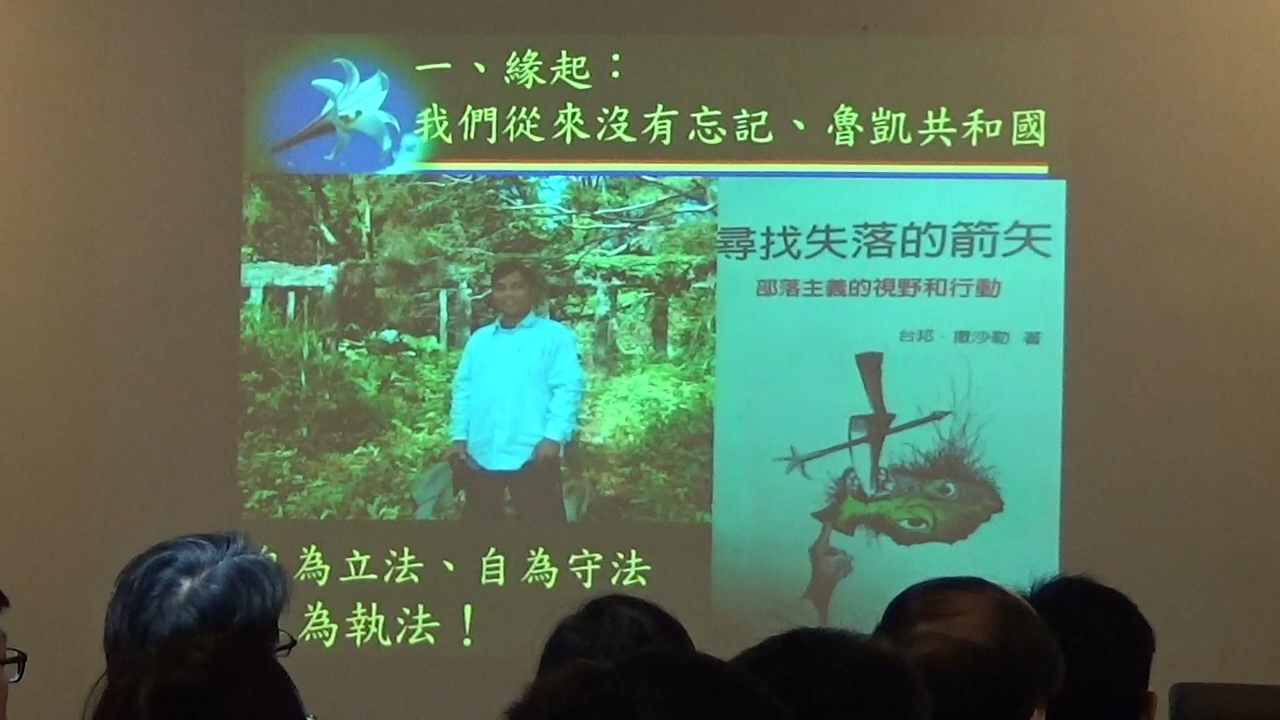 一、緣起：
我們從來沒有忘記、魯凱共和國
尋找失落的箭矢
部落主義的視野和行動
台邦．撒沙勒 著
為立法、自為守法
為執法！